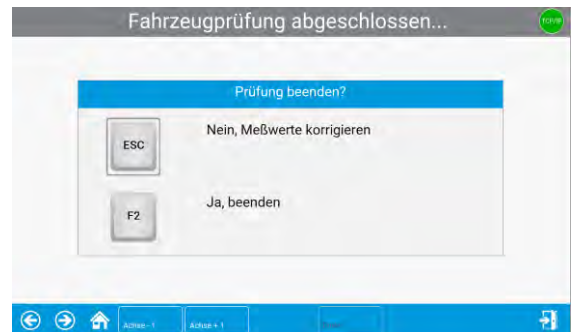 Fahrzeugprüfung abgeschlossen...
Prüfung beenden?
ESC
Nein, Meßwerte korrigieren
F2
Ja, beenden
Achse - 1
Achse + 1